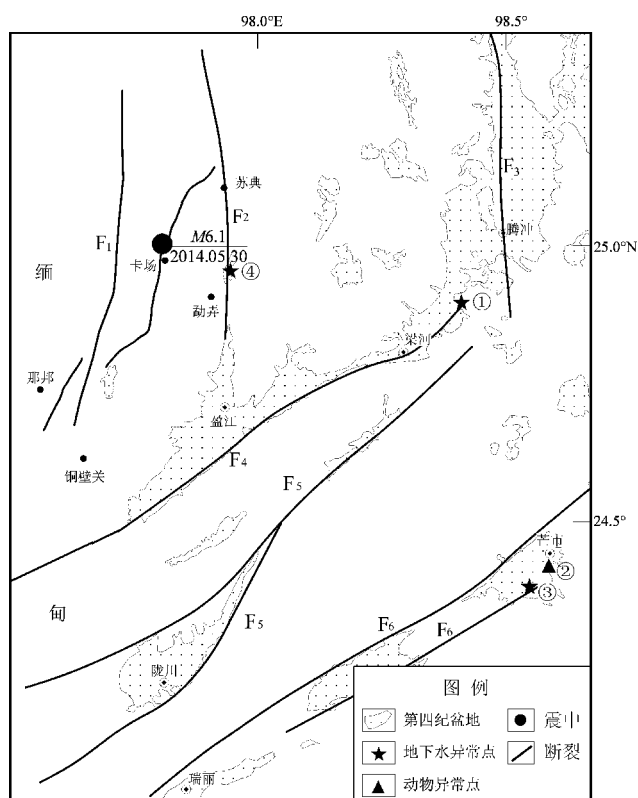 98.0°
98.5°
苏典
F₃
F₂
腾冲
F₁
M6.1
25.0°
2014.05.30
卡场
④
缅
勐弄
①
梁河
那邦
盈江
F₄
铜壁关
F₅
24.5°
芒市
②
③
甸
F₅
F₆
F₆
陇川
图 例
第四纪盆地
震中
地下水异常点
断裂
动物异常点
瑞丽